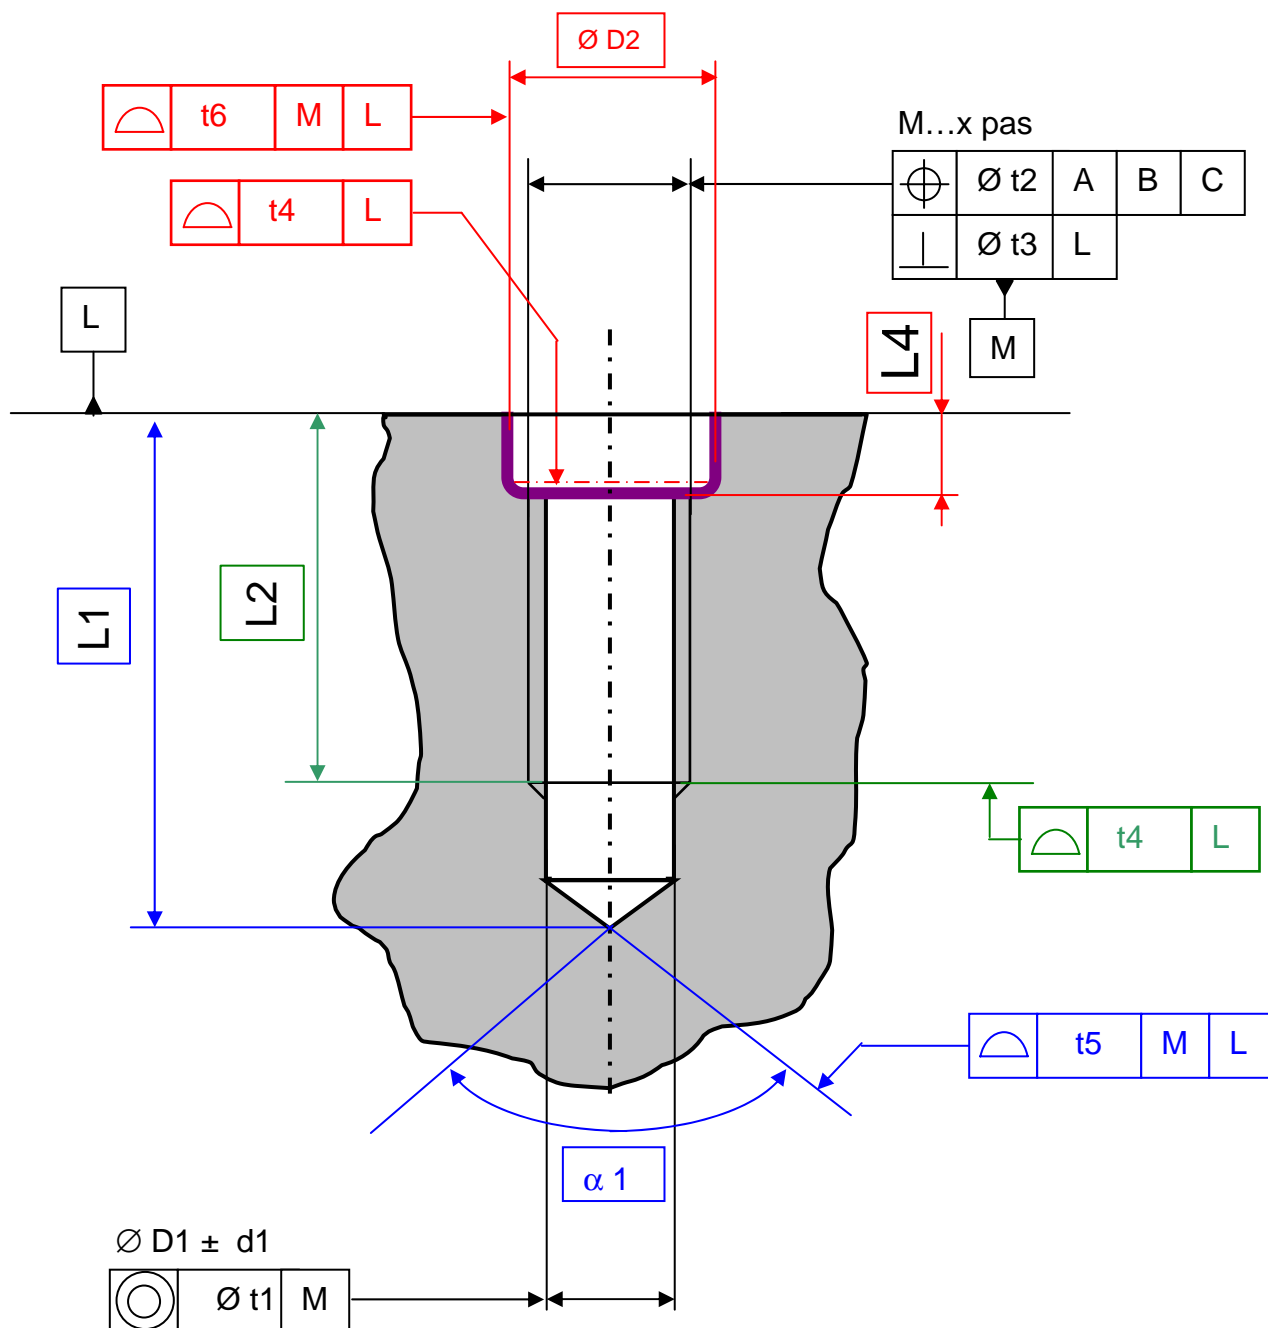 Ø D2
t6 M L
M…x pas
Ø t2 A B C
t4 L
Ø t3 L
L
L4
M
L2
L1
t4 L
t5 M L
α 1
∅ D1 ± d1
Ø t1 M